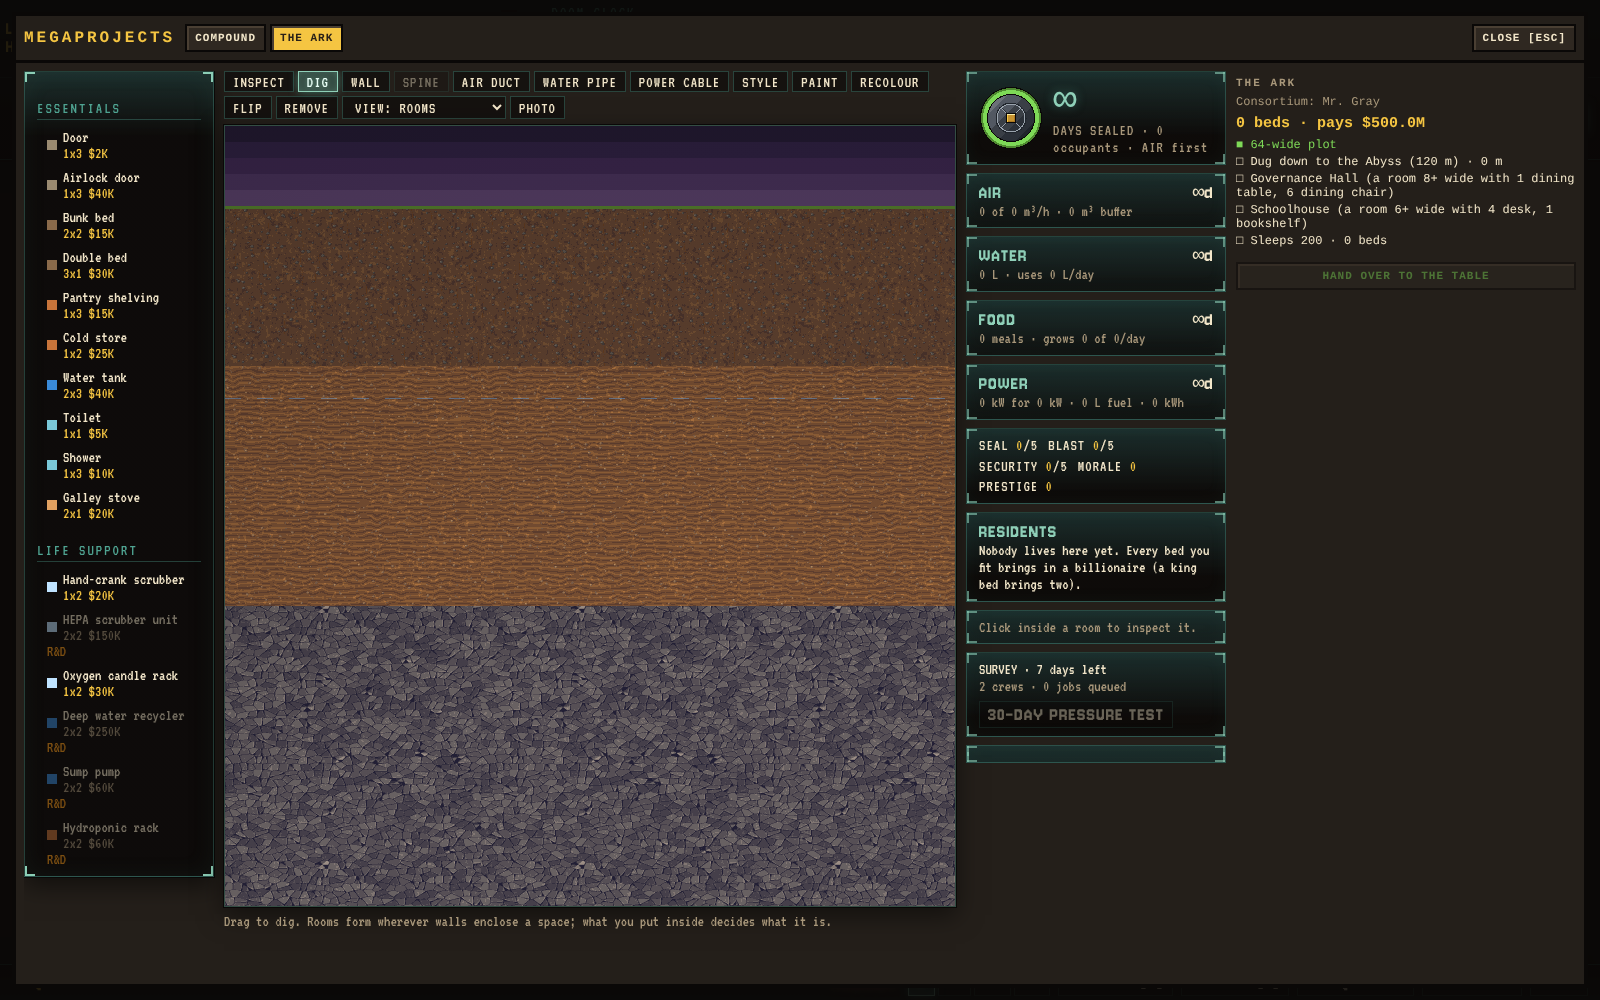 MEGAPROJECTS COMPOUND THE ARK CLOSE [ESC]
ESSENTIALS
Door
1x3 $2K
Airlock door
1x3 $40K
Bunk bed
2x2 $15K
Double bed
3x1 $30K
Pantry shelving
1x3 $15K
Cold store
1x2 $25K
Water tank
2x3 $40K
Toilet
1x1 $5K
Shower
1x3 $10K
Galley stove
2x1 $20K
LIFE SUPPORT
Hand-crank scrubber
1x2 $20K
HEPA scrubber unit
2x2 $150K
R&D
Oxygen candle rack
1x2 $30K
Deep water recycler
2x2 $250K
R&D
Sump pump
2x2 $60K
R&D
Hydroponic rack
2x2 $60K
R&D
INSPECT DIG WALL SPINE AIR DUCT WATER PIPE POWER CABLE STYLE PAINT RECOLOUR
FLIP REMOVE VIEW: ROOMS PHOTO
Drag to dig. Rooms form wherever walls enclose a space; what you put inside decides what it is.
∞
DAYS SEALED · 0
occupants · AIR first
AIR ∞d
0 of 0 m³/h · 0 m³ buffer
WATER ∞d
0 L · uses 0 L/day
FOOD ∞d
0 meals · grows 0 of 0/day
POWER ∞d
0 kW for 0 kW · 0 L fuel · 0 kWh
SEAL 0/5 BLAST 0/5
SECURITY 0/5 MORALE 0
PRESTIGE 0
RESIDENTS
Nobody lives here yet. Every bed you
fit brings in a billionaire (a king
bed brings two).
Click inside a room to inspect it.
SURVEY · 7 days left
2 crews · 0 jobs queued
30-DAY PRESSURE TEST
THE ARK
Consortium: Mr. Gray
0 beds · pays $500.0M
■ 64-wide plot
□ Dug down to the Abyss (120 m) · 0 m
□ Governance Hall (a room 8+ wide with 1 dining
table, 6 dining chair)
□ Schoolhouse (a room 6+ wide with 4 desk, 1
bookshelf)
□ Sleeps 200 · 0 beds
HAND OVER TO THE TABLE